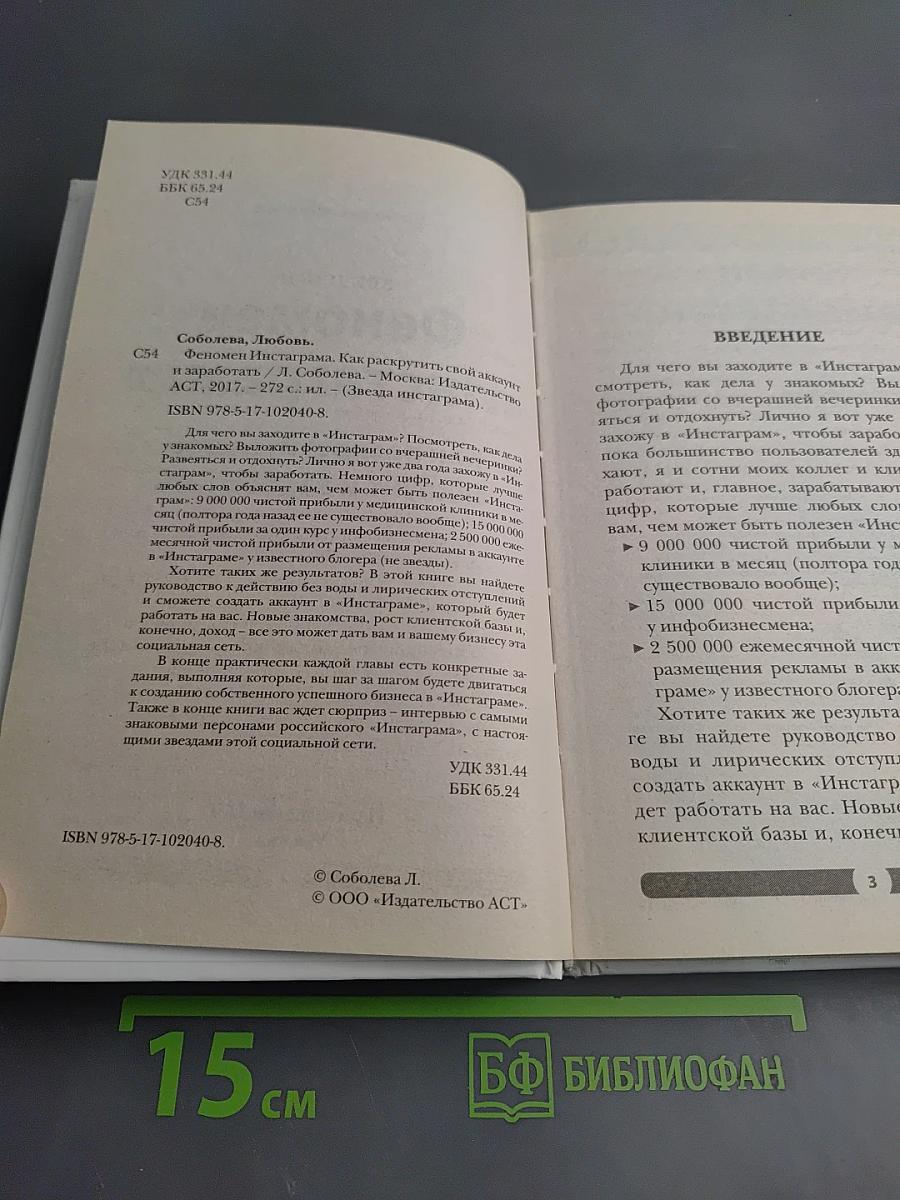 УДК 331.44
ББК 65.24
С54
Соболева, Любовь.
С54 Феномен Инстаграма. Как раскрутить свой аккаунт
и заработать / Л. Соболева. – Москва: Издательство
АСТ, 2017. – 272 с.: ил. – (Звезда инстаграма).
ISBN 978-5-17-102040-8.
Для чего вы заходите в «Инстаграм»? Посмотреть, как дела
у знакомых? Выложить фотографии со вчерашней вечеринки?
Развеяться и отдохнуть? Лично я вот уже два года захожу в «Ин-
стаграм», чтобы заработать. Немного цифр, которые лучше
любых слов объяснят вам, чем может быть полезен «Инста-
грам»: 9 000 000 чистой прибыли у медицинской клиники в ме-
сяц (полтора года назад ее не существовало вообще); 15 000 000
чистой прибыли за один курс у инфобизнесмена; 2 500 000 еже-
месячной чистой прибыли от размещения рекламы в аккаунте
в «Инстаграме» у известного блогера (не звезды).
Хотите таких же результатов? В этой книге вы найдете
руководство к действию без воды и лирических отступлений
и сможете создать аккаунт в «Инстаграме», который будет
работать на вас. Новые знакомства, рост клиентской базы и,
конечно, доход – все это может дать вам и вашему бизнесу эта
социальная сеть.
В конце практически каждой главы есть конкретные за-
дания, выполняя которые, вы шаг за шагом будете двигаться
к созданию собственного успешного бизнеса в «Инстаграме».
Также в конце книги вас ждет сюрприз – интервью с самыми
знаковыми персонами российского «Инстаграма», с настоя-
щими звездами этой социальной сети.
УДК 331.44
ББК 65.24
ISBN 978-5-17-102040-8.
© Соболева Л.
© ООО «Издательство АСТ»
ВВЕДЕНИЕ
Для чего вы заходите в «Инстаграм
смотреть, как дела у знакомых? Вы
фотографии со вчерашней вечеринки
яться и отдохнуть? Лично я вот уже
захожу в «Инстаграм», чтобы зарабо
пока большинство пользователей зд
хают, я и сотни моих коллег и кли
работают и, главное, зарабатывают
цифр, которые лучше любых сло
вам, чем может быть полезен «Инс
► 9 000 000 чистой прибыли у м
клиники в месяц (полтора год
существовало вообще);
► 15 000 000 чистой прибыли
у инфобизнесмена;
► 2 500 000 ежемесячной чист
размещения рекламы в акк
граме» у известного блогера
Хотите таких же результа
ге вы найдете руководство
воды и лирических отступл
создать аккаунт в «Инстагр
дет работать на вас. Новые
клиентской базы и, конечн
3
15 см
БФ БИБЛИОФАН